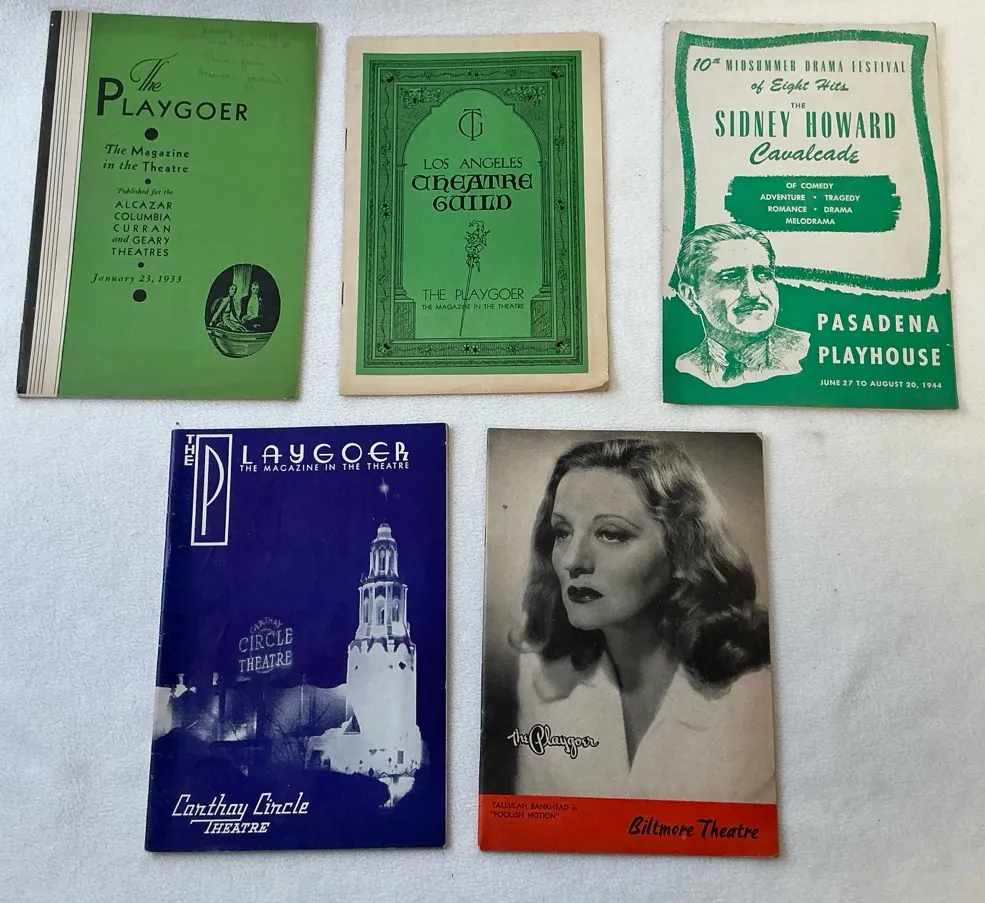 The
PLAYGOER
The Magazine
in the Theatre
Published for the
ALCAZAR
COLUMBIA
CURRAN
and GEARY
THEATRES
January 23, 1933
TG
LOS ANGELES
THEATRE
GUILD
THE PLAYGOER
THE MAGAZINE IN THE THEATRE
10th MIDSUMMER DRAMA FESTIVAL
of Eight Hits
THE
SIDNEY HOWARD
Cavalcade
OF COMEDY
ADVENTURE • TRAGEDY
ROMANCE • DRAMA
MELODRAMA
PASADENA
PLAYHOUSE
JUNE 27 TO AUGUST 20, 1944
THE
PLAYGOER
THE MAGAZINE IN THE THEATRE
CARTHAY
CIRCLE
THEATRE
Carthay Circle
THEATRE
The Playgoer
TALLULAH BANKHEAD in
"FOOLISH NOTION"
Biltmore Theatre